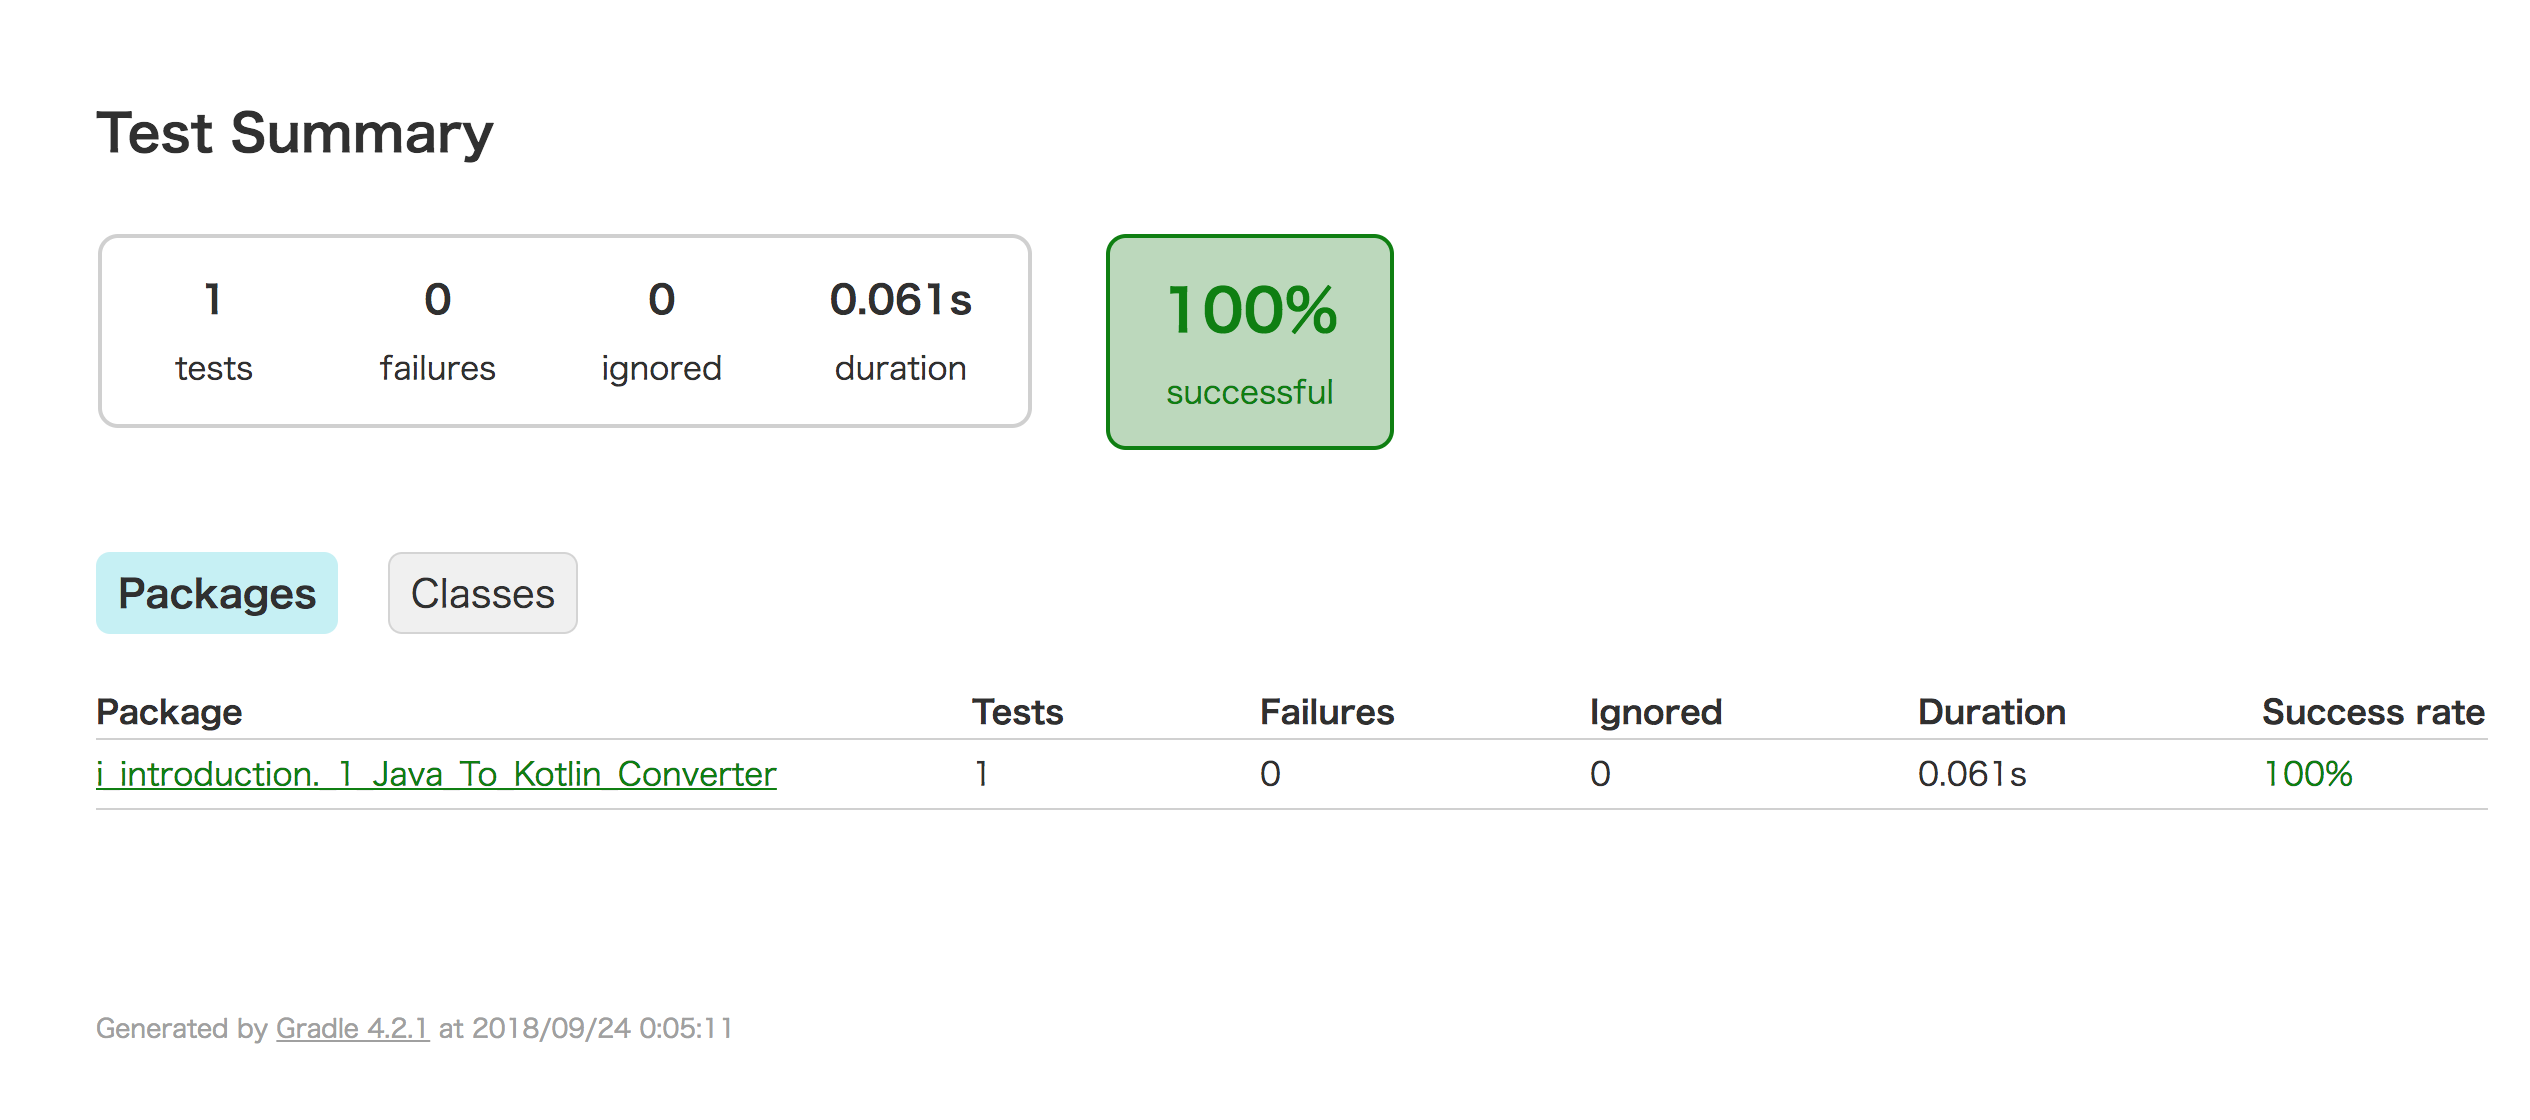 Test Summary
1 0 0 0.061s
tests failures ignored duration
100%
successful
Packages Classes
Package Tests Failures Ignored Duration Success rate
i_introduction._1_Java_To_Kotlin_Converter 1 0 0 0.061s 100%
Generated by Gradle 4.2.1 at 2018/09/24 0:05:11